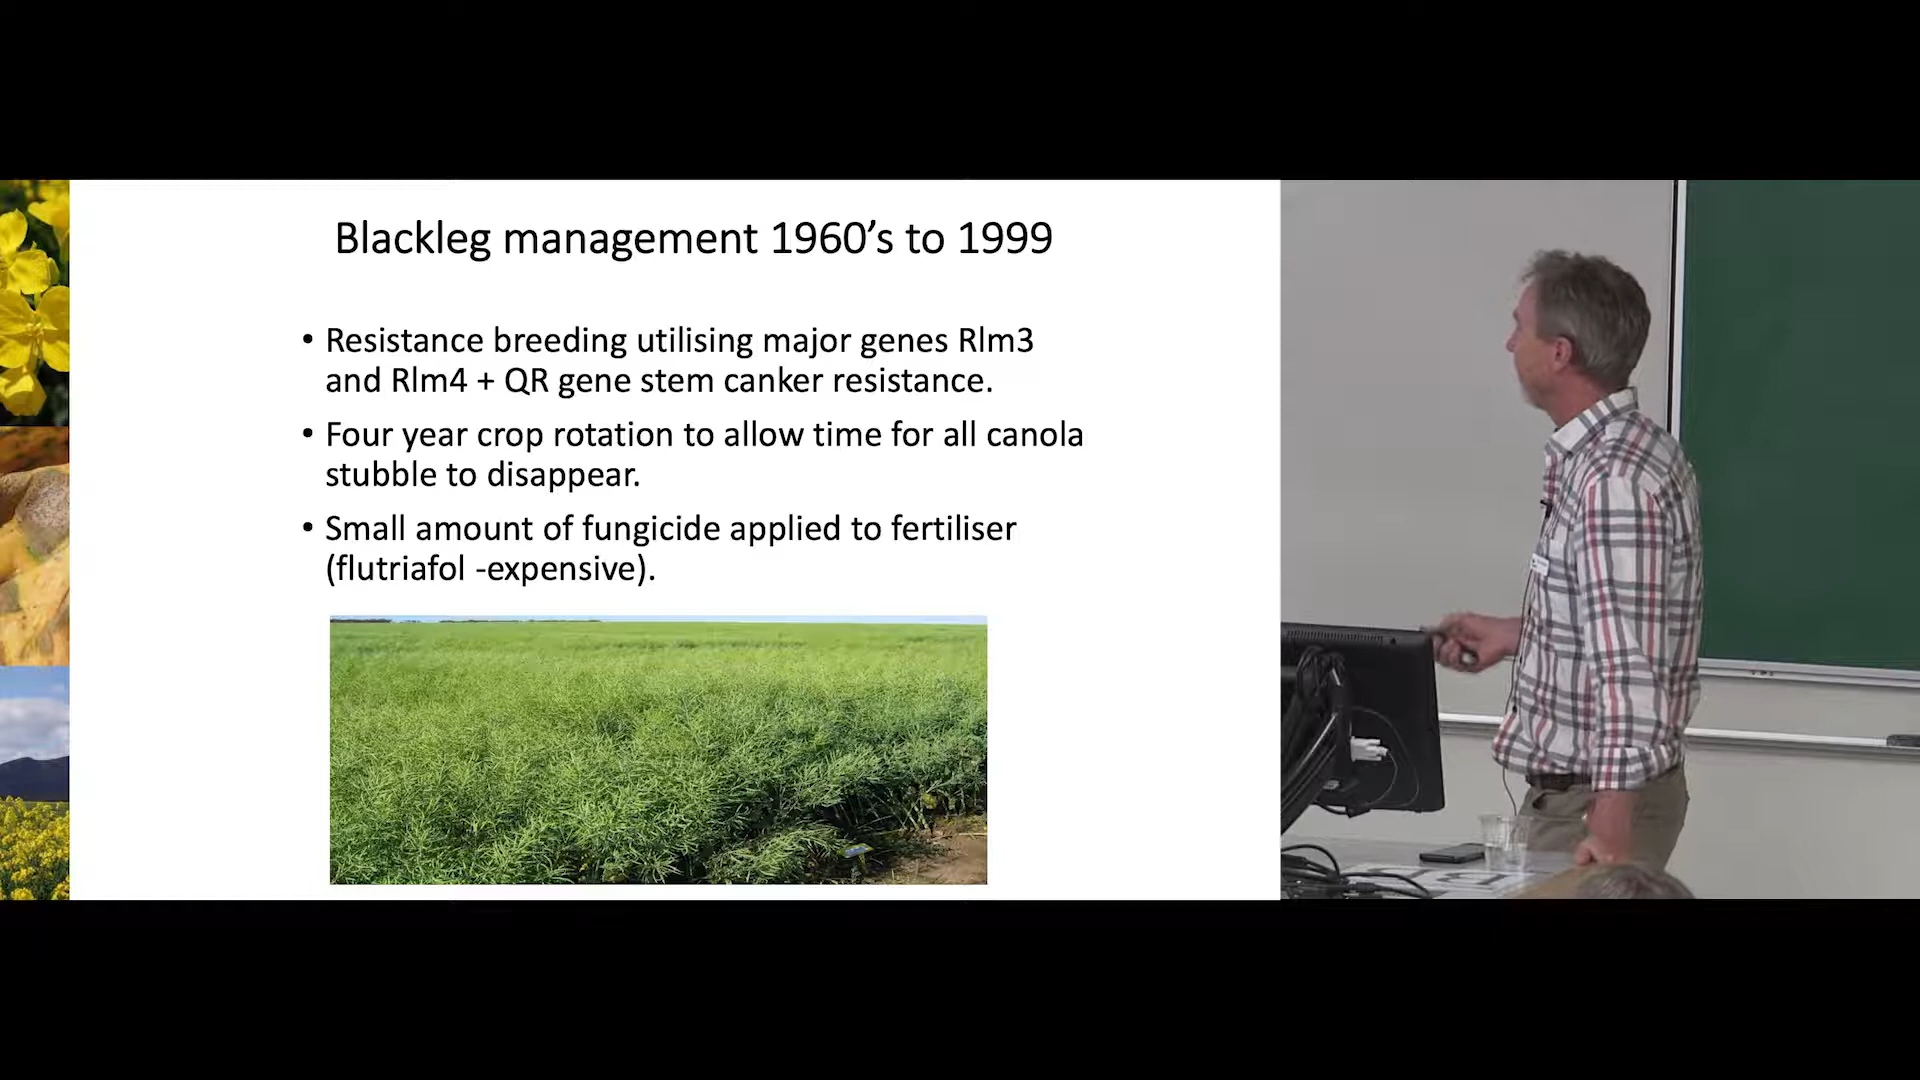 Blackleg management 1960's to 1999
• Resistance breeding utilising major genes Rlm3
and Rlm4 + QR gene stem canker resistance.
• Four year crop rotation to allow time for all canola
stubble to disappear.
• Small amount of fungicide applied to fertiliser
(flutriafol -expensive).